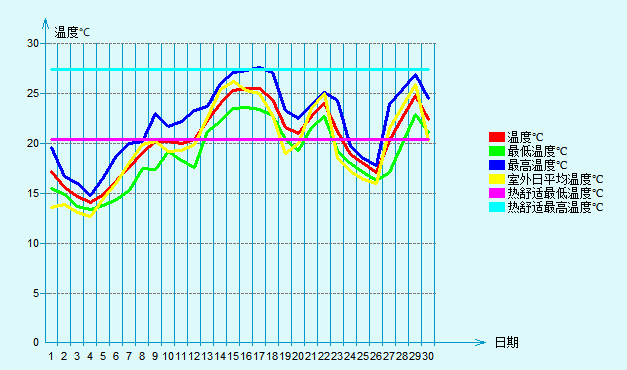 温度℃
30
25
20
15
10
5
0
1 2 3 4 5 6 7 8 9 10 11 12 13 14 15 16 17 18 19 20 21 22 23 24 25 26 27 28 29 30
日期
温度℃
最低温度℃
最高温度℃
室外日平均温度℃
热舒适最低温度℃
热舒适最高温度℃